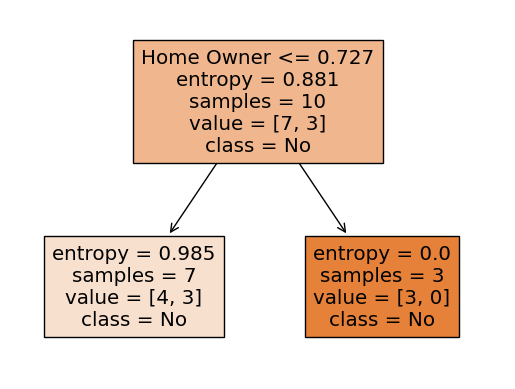 Home Owner <= 0.727
entropy = 0.881
samples = 10
value = [7, 3]
class = No
entropy = 0.985
samples = 7
value = [4, 3]
class = No
entropy = 0.0
samples = 3
value = [3, 0]
class = No